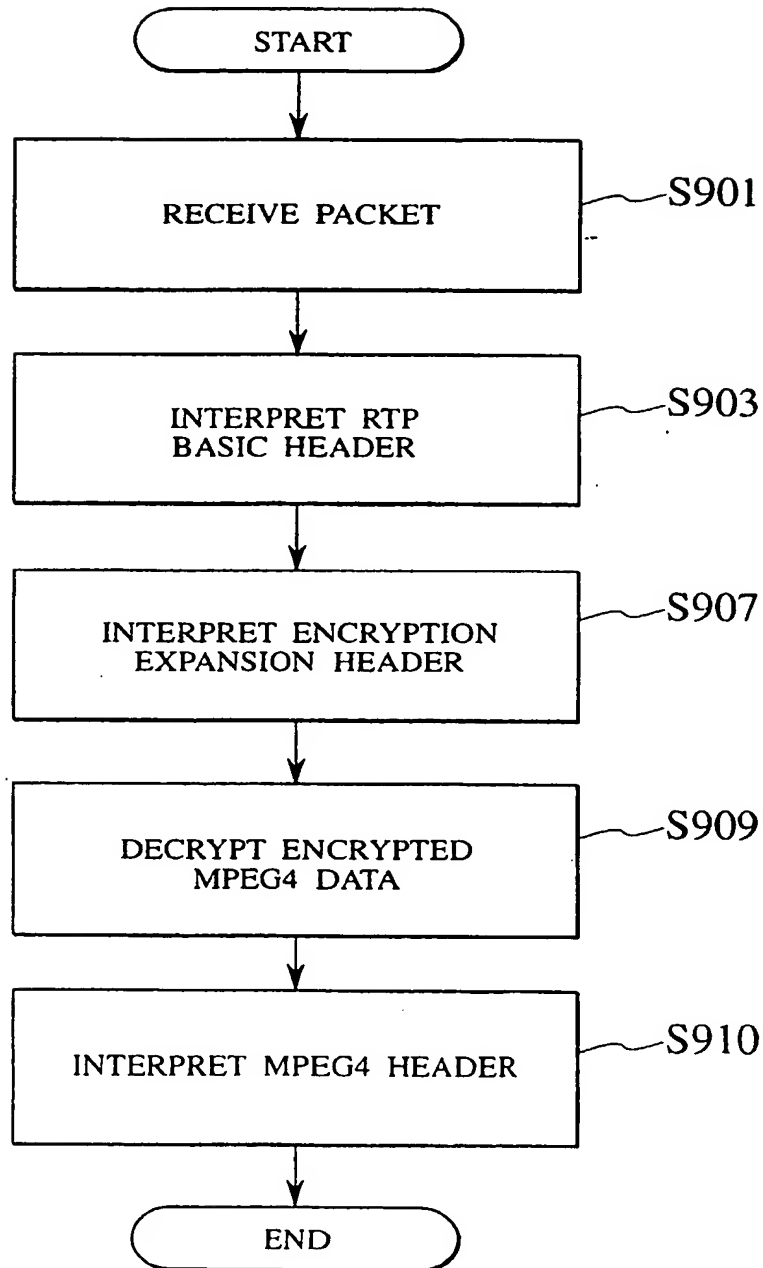 START
RECEIVE PACKET
S901
INTERPRET RTP
BASIC HEADER
S903
INTERPRET ENCRYPTION
EXPANSION HEADER
S907
DECRYPT ENCRYPTED
MPEG4 DATA
S909
INTERPRET MPEG4 HEADER
S910
END